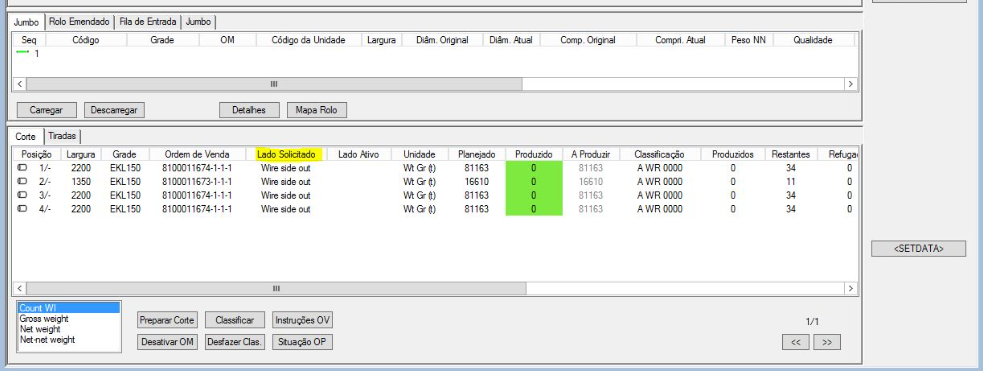 Jumbo Rolo Emendado Fila de Entrada Jumbo
Seq Código Grade OM Código da Unidade Largura Diâm. Original Diâm. Atual Comp. Original Compri. Atual Peso NN Qualidade
1
Carregar Descarregar Detalhes Mapa Rolo
Corte Tiradas
Posição Largura Grade Ordem de Venda Lado Solicitado Lado Ativo Unidade Planejado Produzido A Produzir Classificação Produzidos Restantes Refuga
1/- 2200 EKL150 8100011674-1-1-1 Wire side out Wt Gr (t) 81163 0 81163 A WR 0000 0 34 0
2/- 1350 EKL150 8100011673-1-1-1 Wire side out Wt Gr (t) 16610 0 16610 A WR 0000 0 11 0
3/- 2200 EKL150 8100011674-1-1-1 Wire side out Wt Gr (t) 81163 0 81163 A WR 0000 0 34 0
4/- 2200 EKL150 8100011674-1-1-1 Wire side out Wt Gr (t) 81163 0 81163 A WR 0000 0 34 0
<SETDATA>
Count WI
Gross weight
Net weight
Net-net weight
Preparar Corte Classificar Instruções OV
1/1
Desativar OM Desfazer Clas. Situação OP << >>